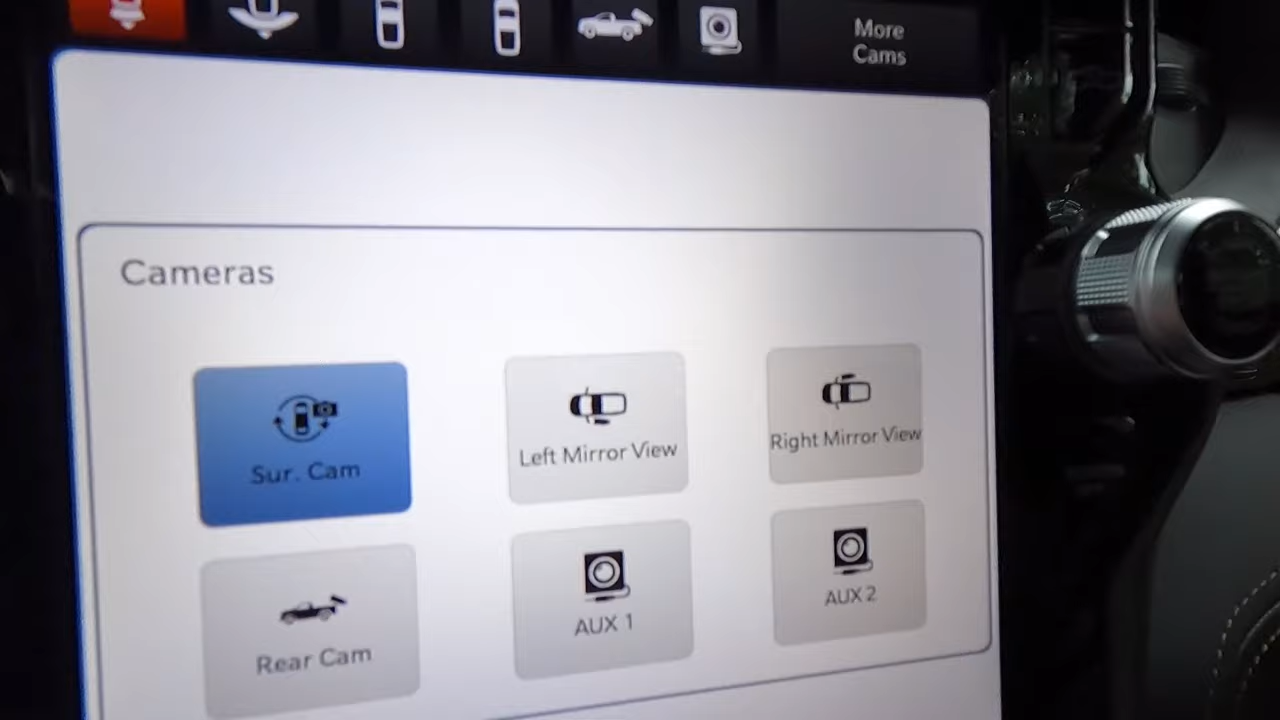 More
Cams
Cameras
Sur. Cam
Left Mirror View
Right Mirror View
Rear Cam
AUX 1
AUX 2